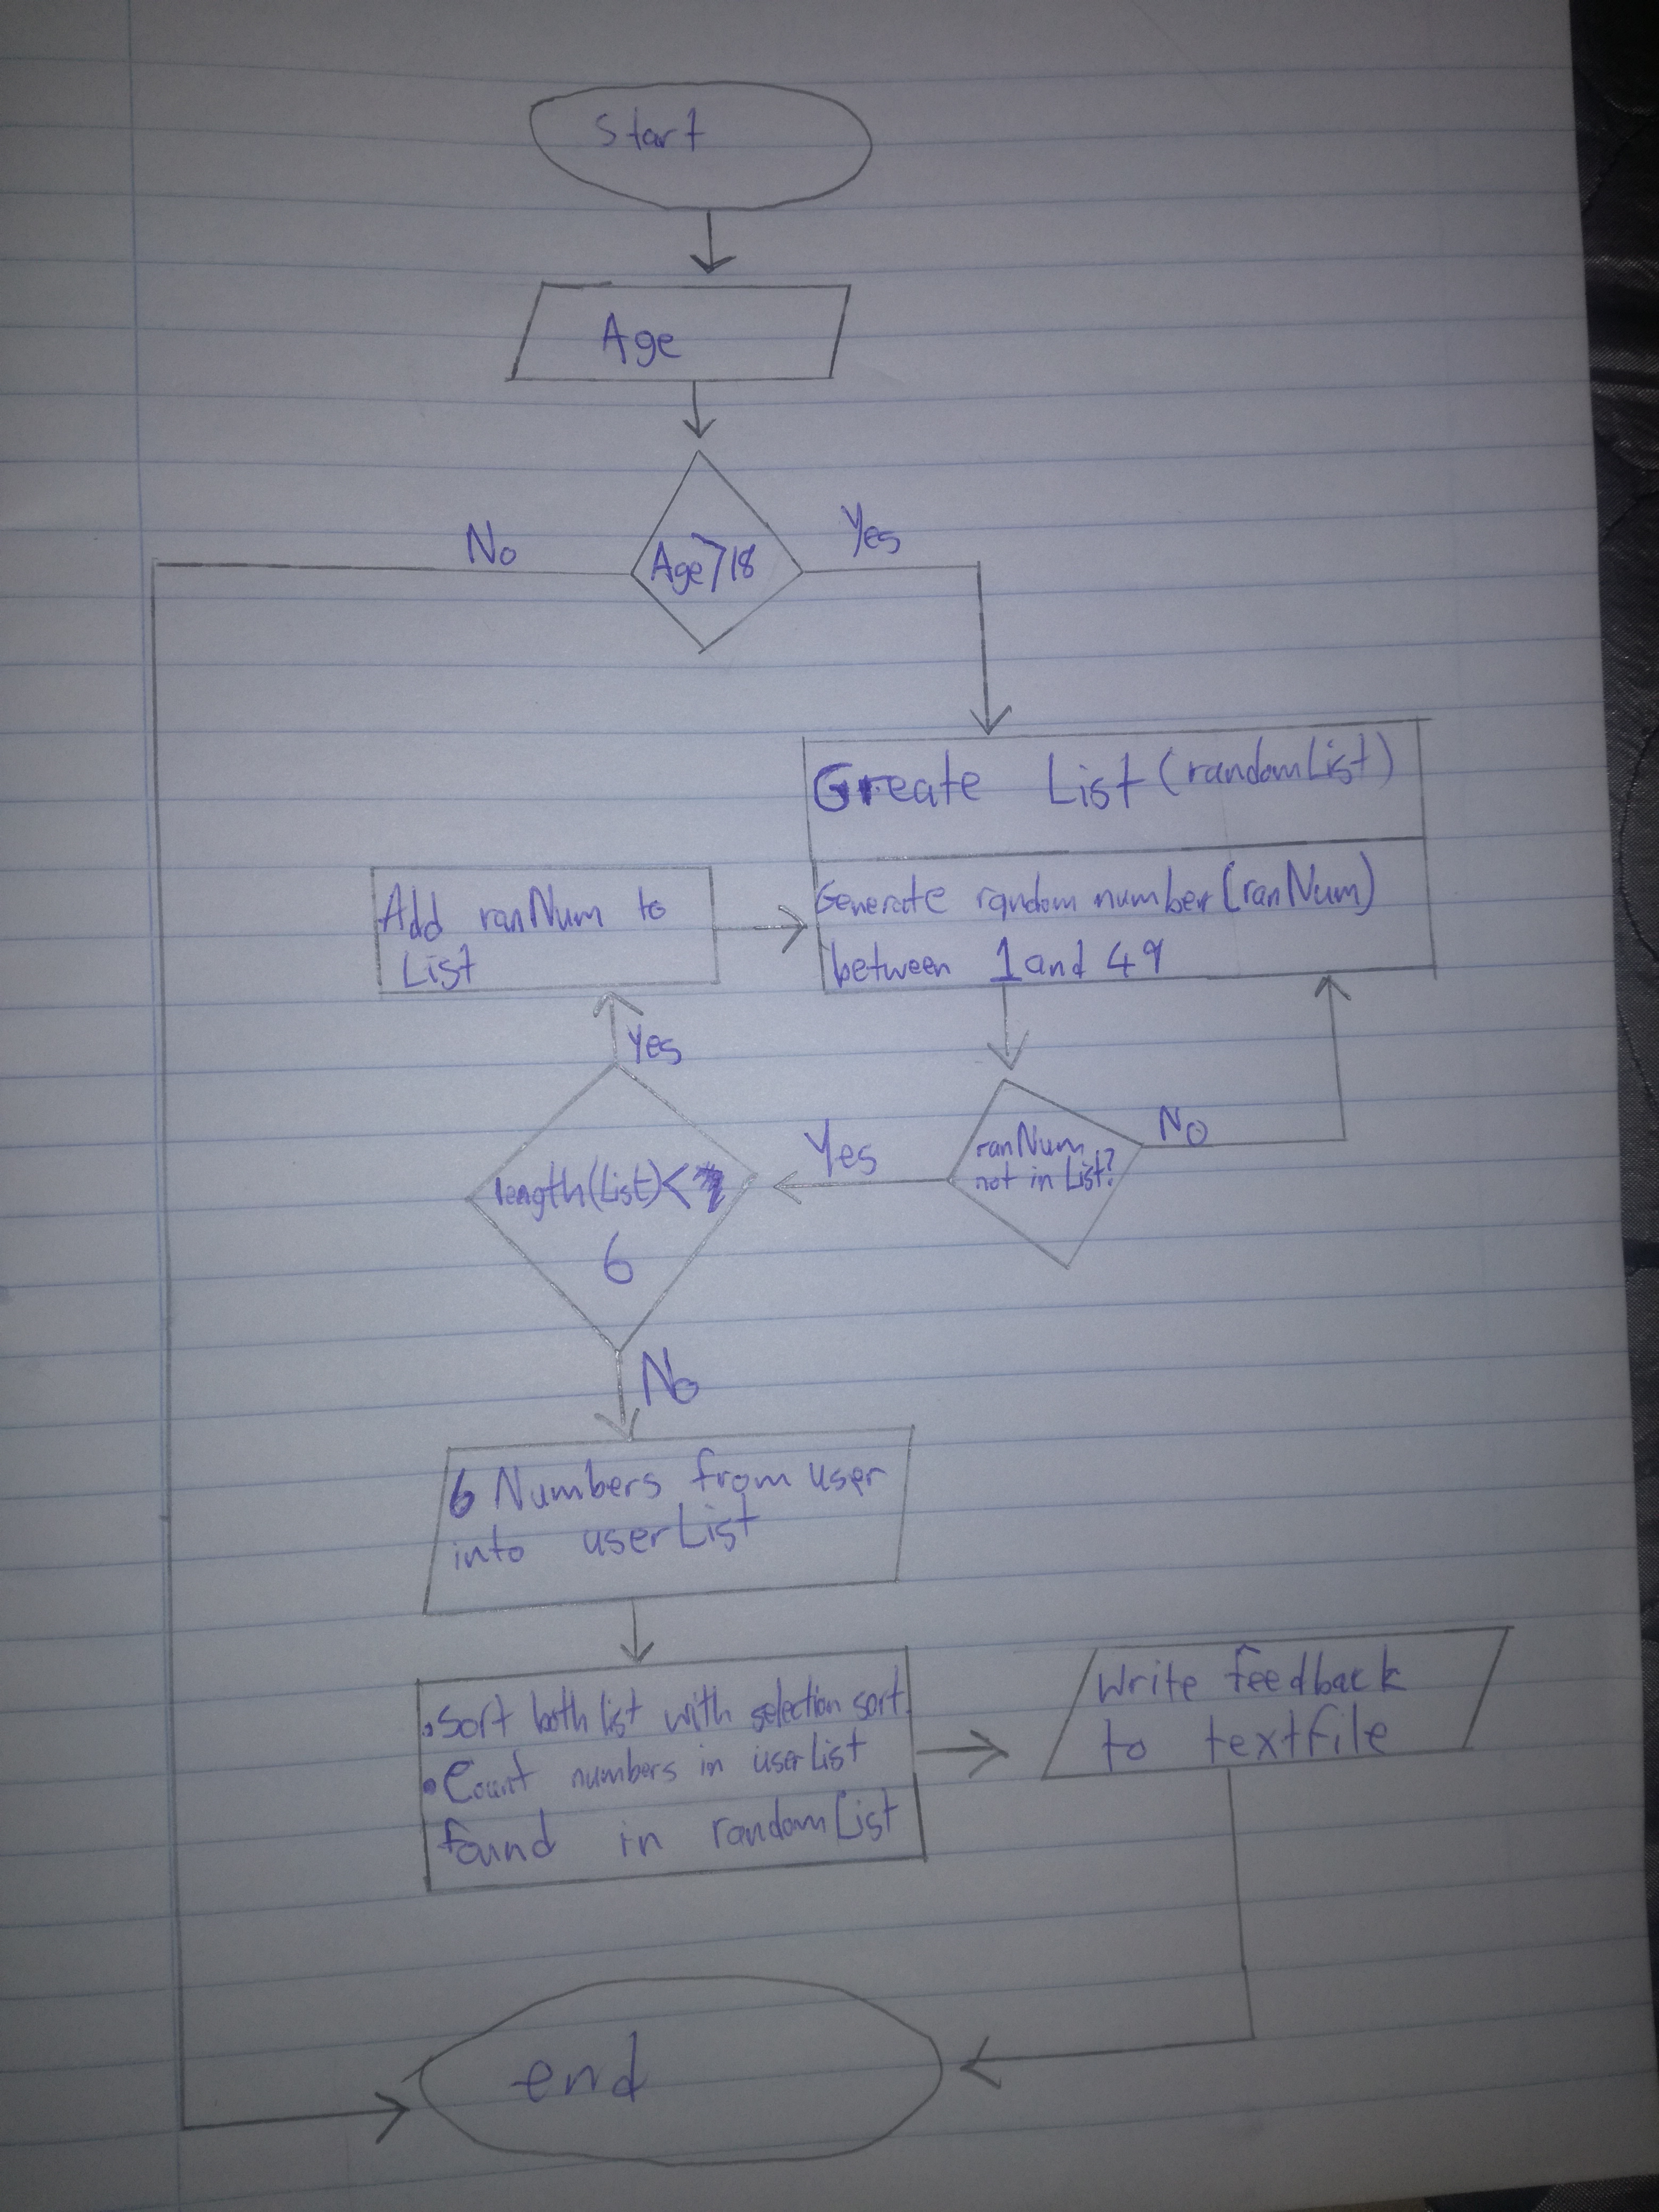 Start
Age
Age>18
No
Yes
Greate List (randomList)
Generate random number (ranNum)
between 1 and 49
Add ranNum to
List
Yes
ranNum
not in List?
No
Yes
length(List)<
6
No
6 Numbers from user
into userList
• Sort both list with selection sort
• Count numbers in userList
found in randomList
Write feedback
to textfile
end